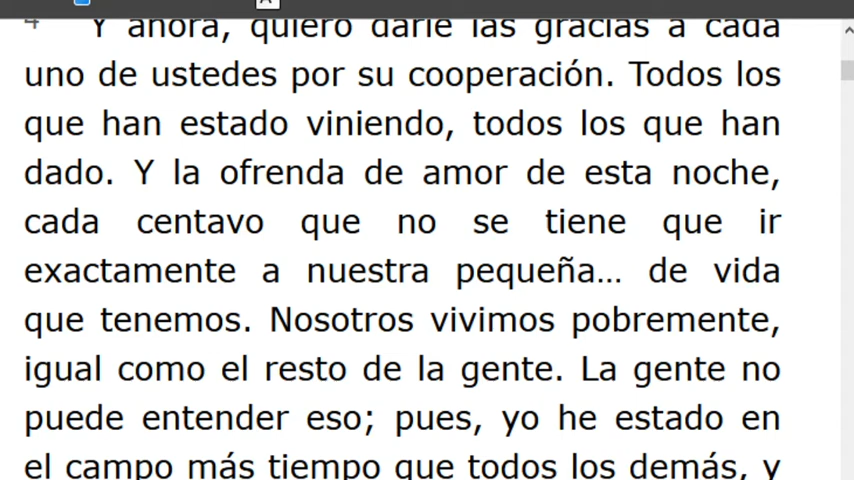 4 Y ahora, quiero darle las gracias a cada
uno de ustedes por su cooperación. Todos los
que han estado viniendo, todos los que han
dado. Y la ofrenda de amor de esta noche,
cada centavo que no se tiene que ir
exactamente a nuestra pequeña… de vida
que tenemos. Nosotros vivimos pobremente,
igual como el resto de la gente. La gente no
puede entender eso; pues, yo he estado en
el campo más tiempo que todos los demás, y